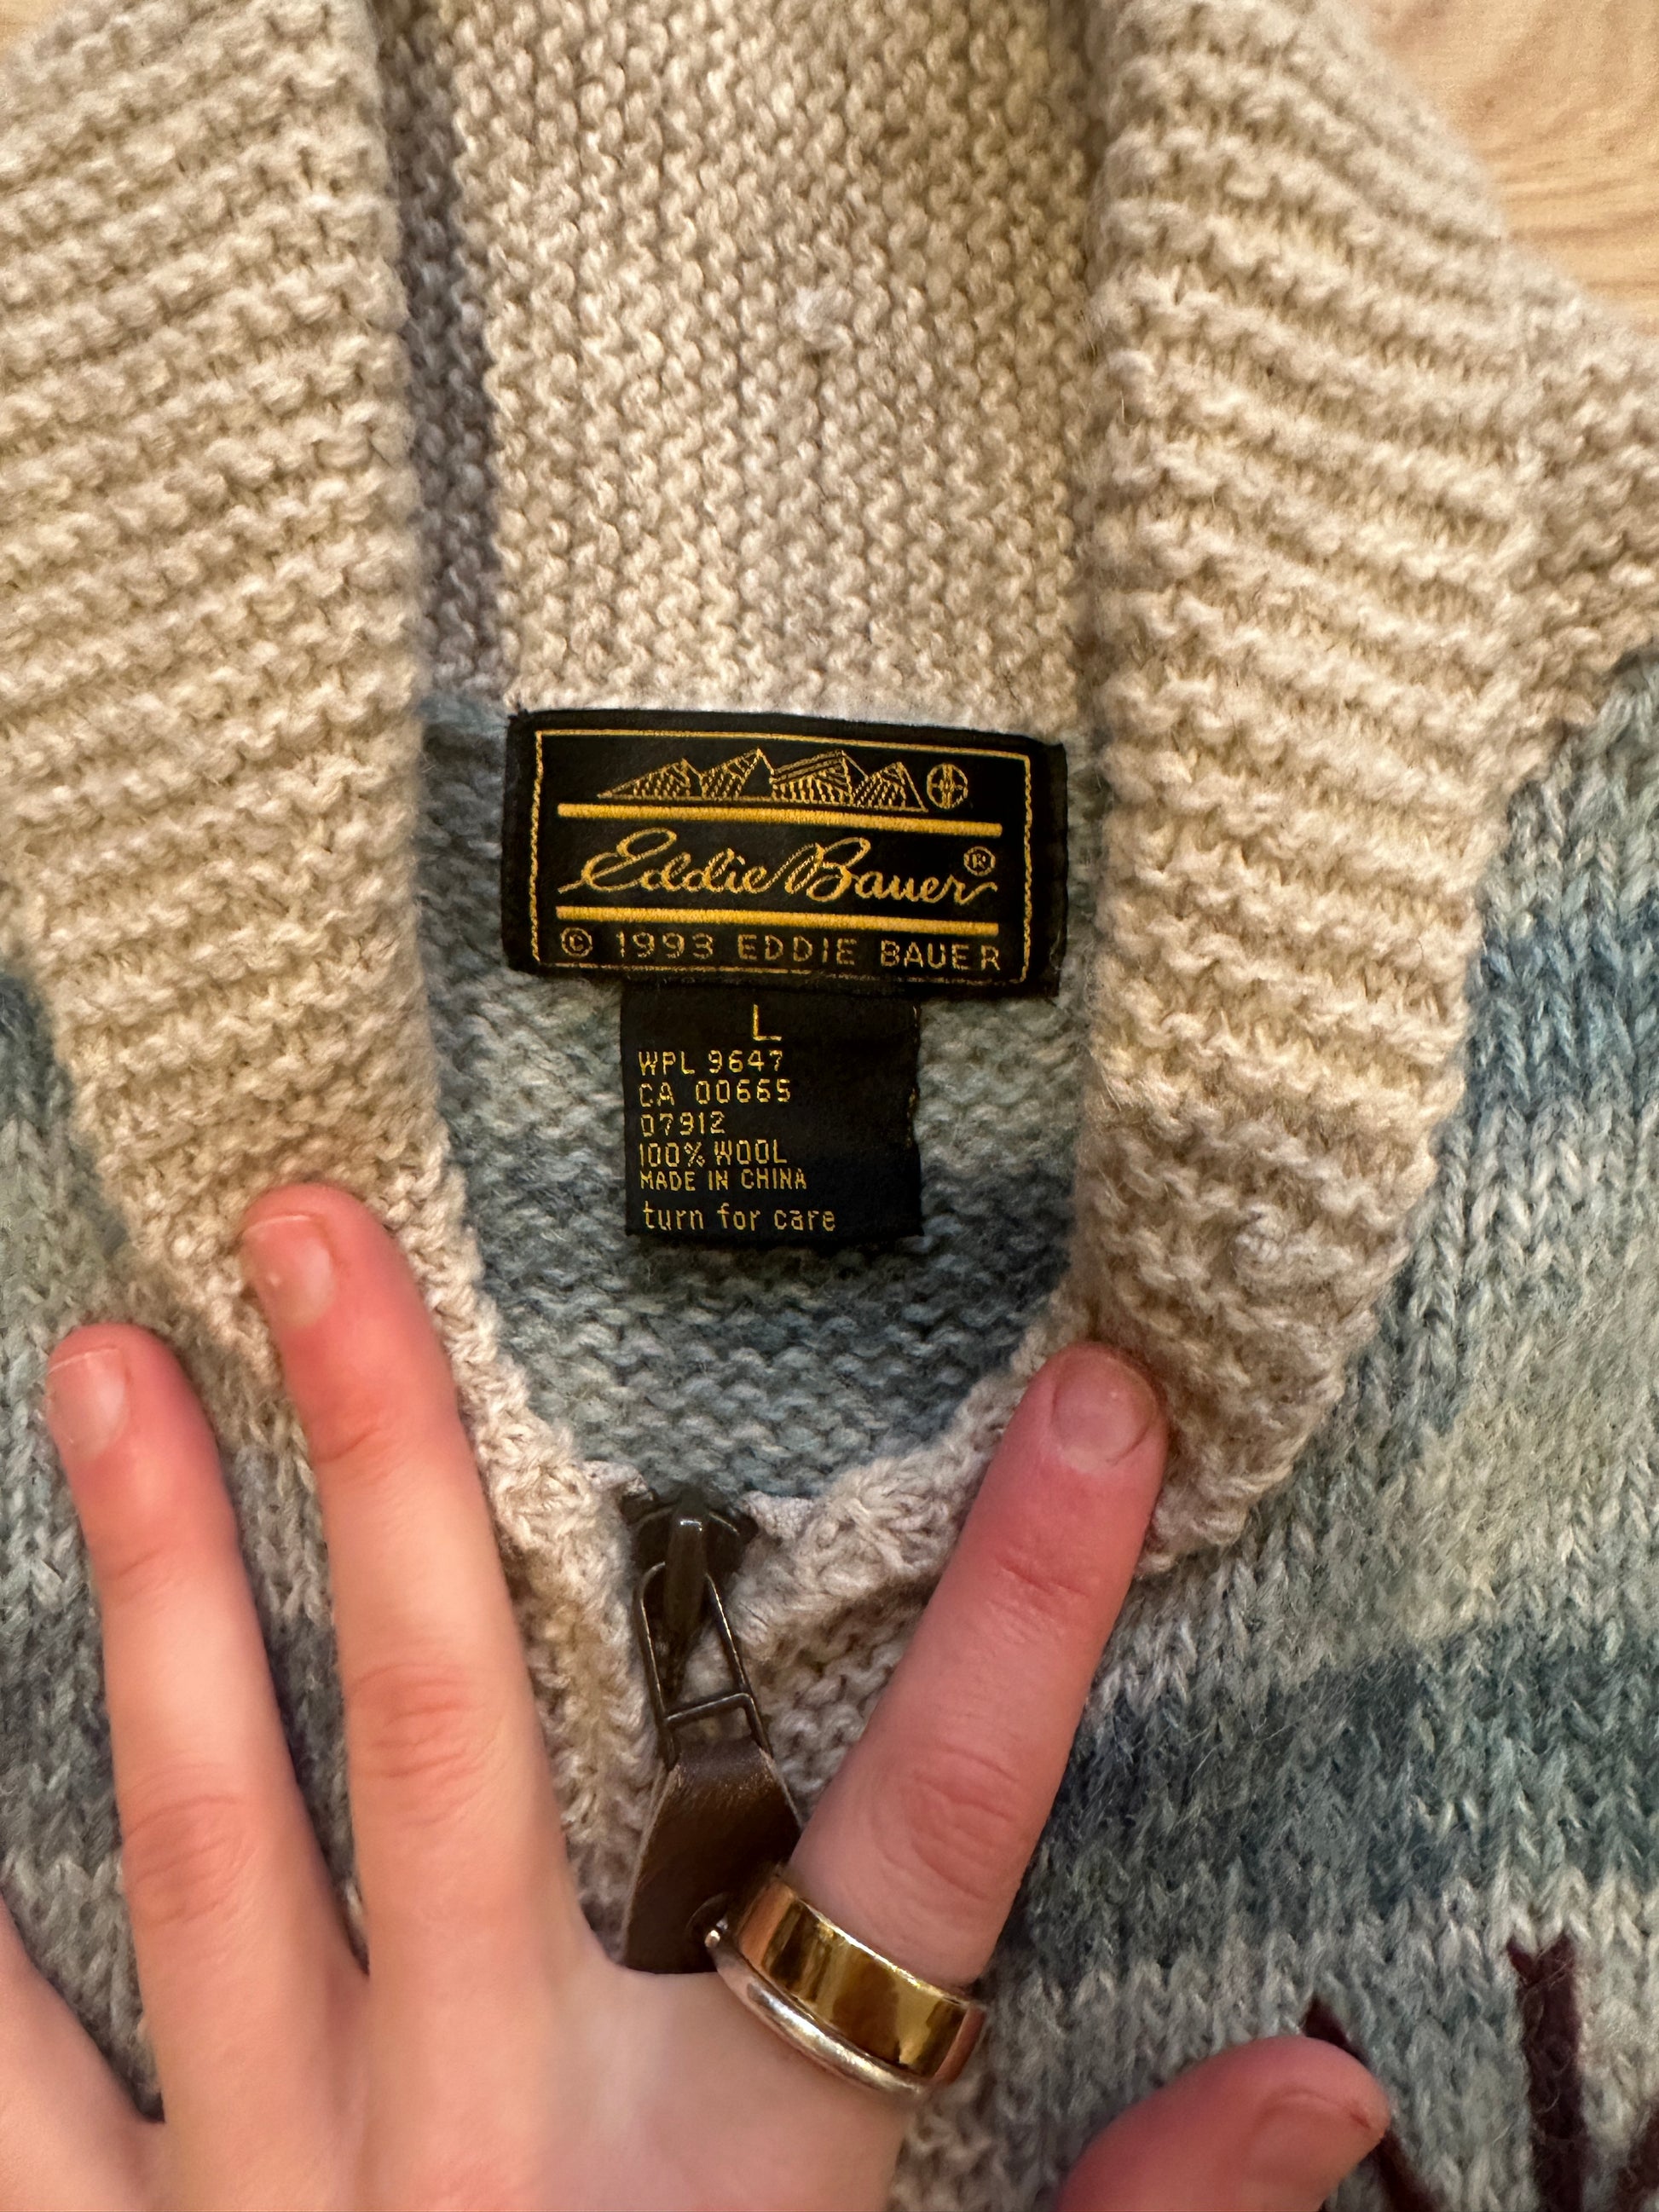 Eddie Bauer®
© 1993 EDDIE BAUER
L
WPL 9647
CA 00665
07912
100% WOOL
MADE IN CHINA
turn for care